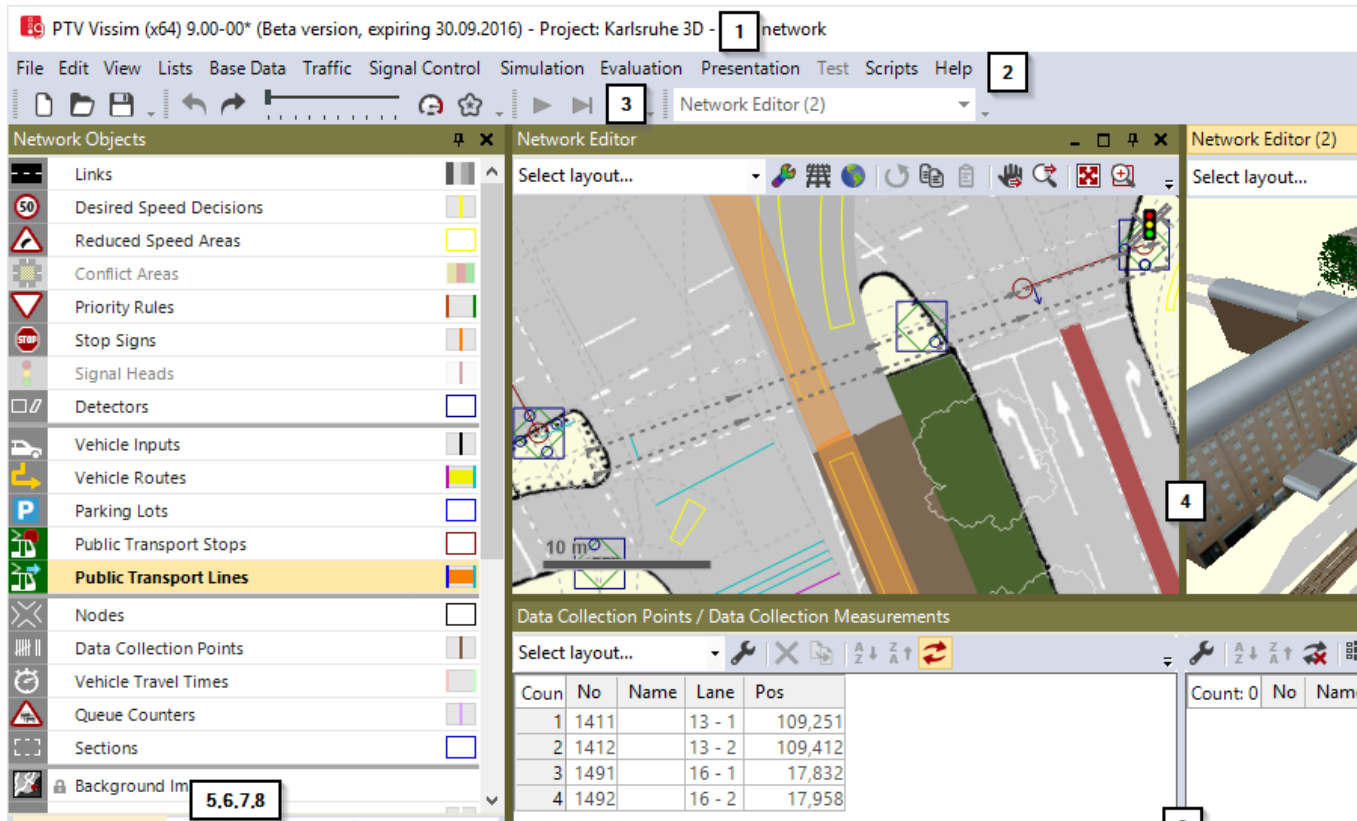 PTV Vissim (x64) 9.00-00* (Beta version, expiring 30.09.2016) - Project: Karlsruhe 3D - 1 network
File Edit View Lists Base Data Traffic Signal Control Simulation Evaluation Presentation Test Scripts Help 2
3 Network Editor (2)
Network Objects
Links
50 Desired Speed Decisions
Reduced Speed Areas
Conflict Areas
Priority Rules
STOP Stop Signs
Signal Heads
Detectors
Vehicle Inputs
Vehicle Routes
P Parking Lots
Public Transport Stops
Public Transport Lines
Nodes
Data Collection Points
Vehicle Travel Times
Queue Counters
Sections
Background Im
5,6,7,8
Network Editor
Select layout...
10 m
Network Editor (2)
Select layout...
4
Data Collection Points / Data Collection Measurements
Select layout...
Coun No Name Lane Pos
1 1411 13 - 1 109,251
2 1412 13 - 2 109,412
3 1491 16 - 1 17,832
4 1492 16 - 2 17,958
Count: 0 No Name